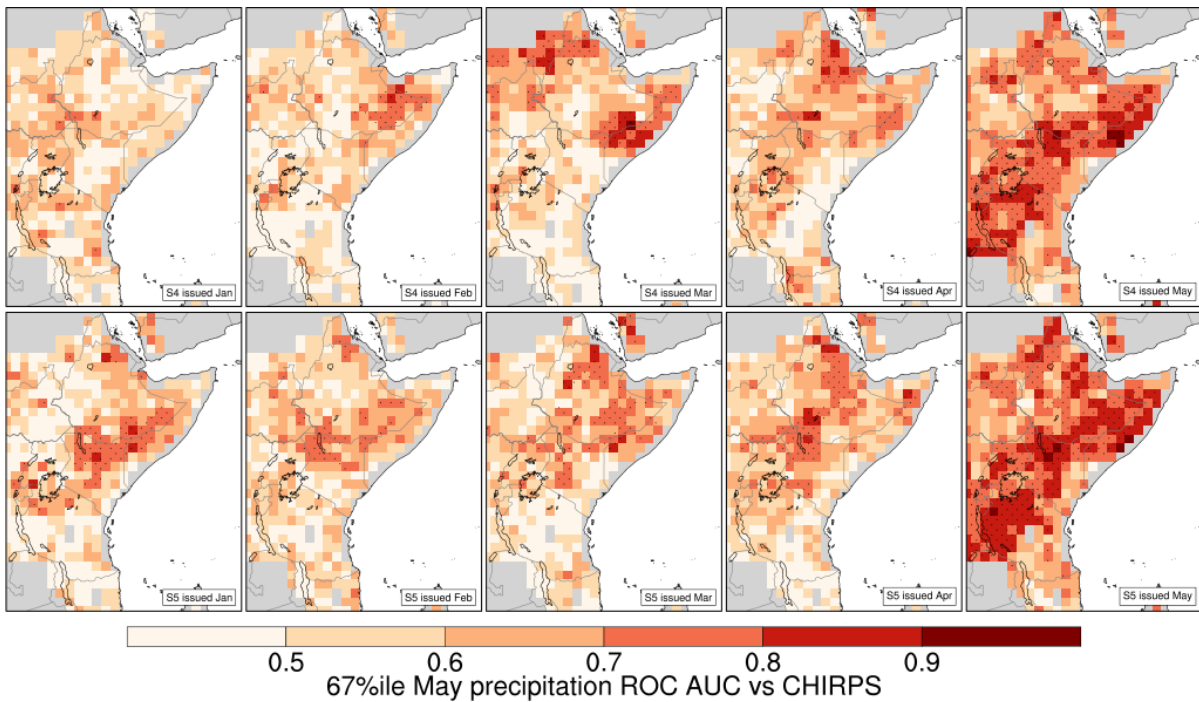 S4 issued Jan
S4 issued Feb
S4 issued Mar
S4 issued Apr
S4 issued May
S5 issued Jan
S5 issued Feb
S5 issued Mar
S5 issued Apr
S5 issued May
0.5 0.6 0.7 0.8 0.9
67%ile May precipitation ROC AUC vs CHIRPS